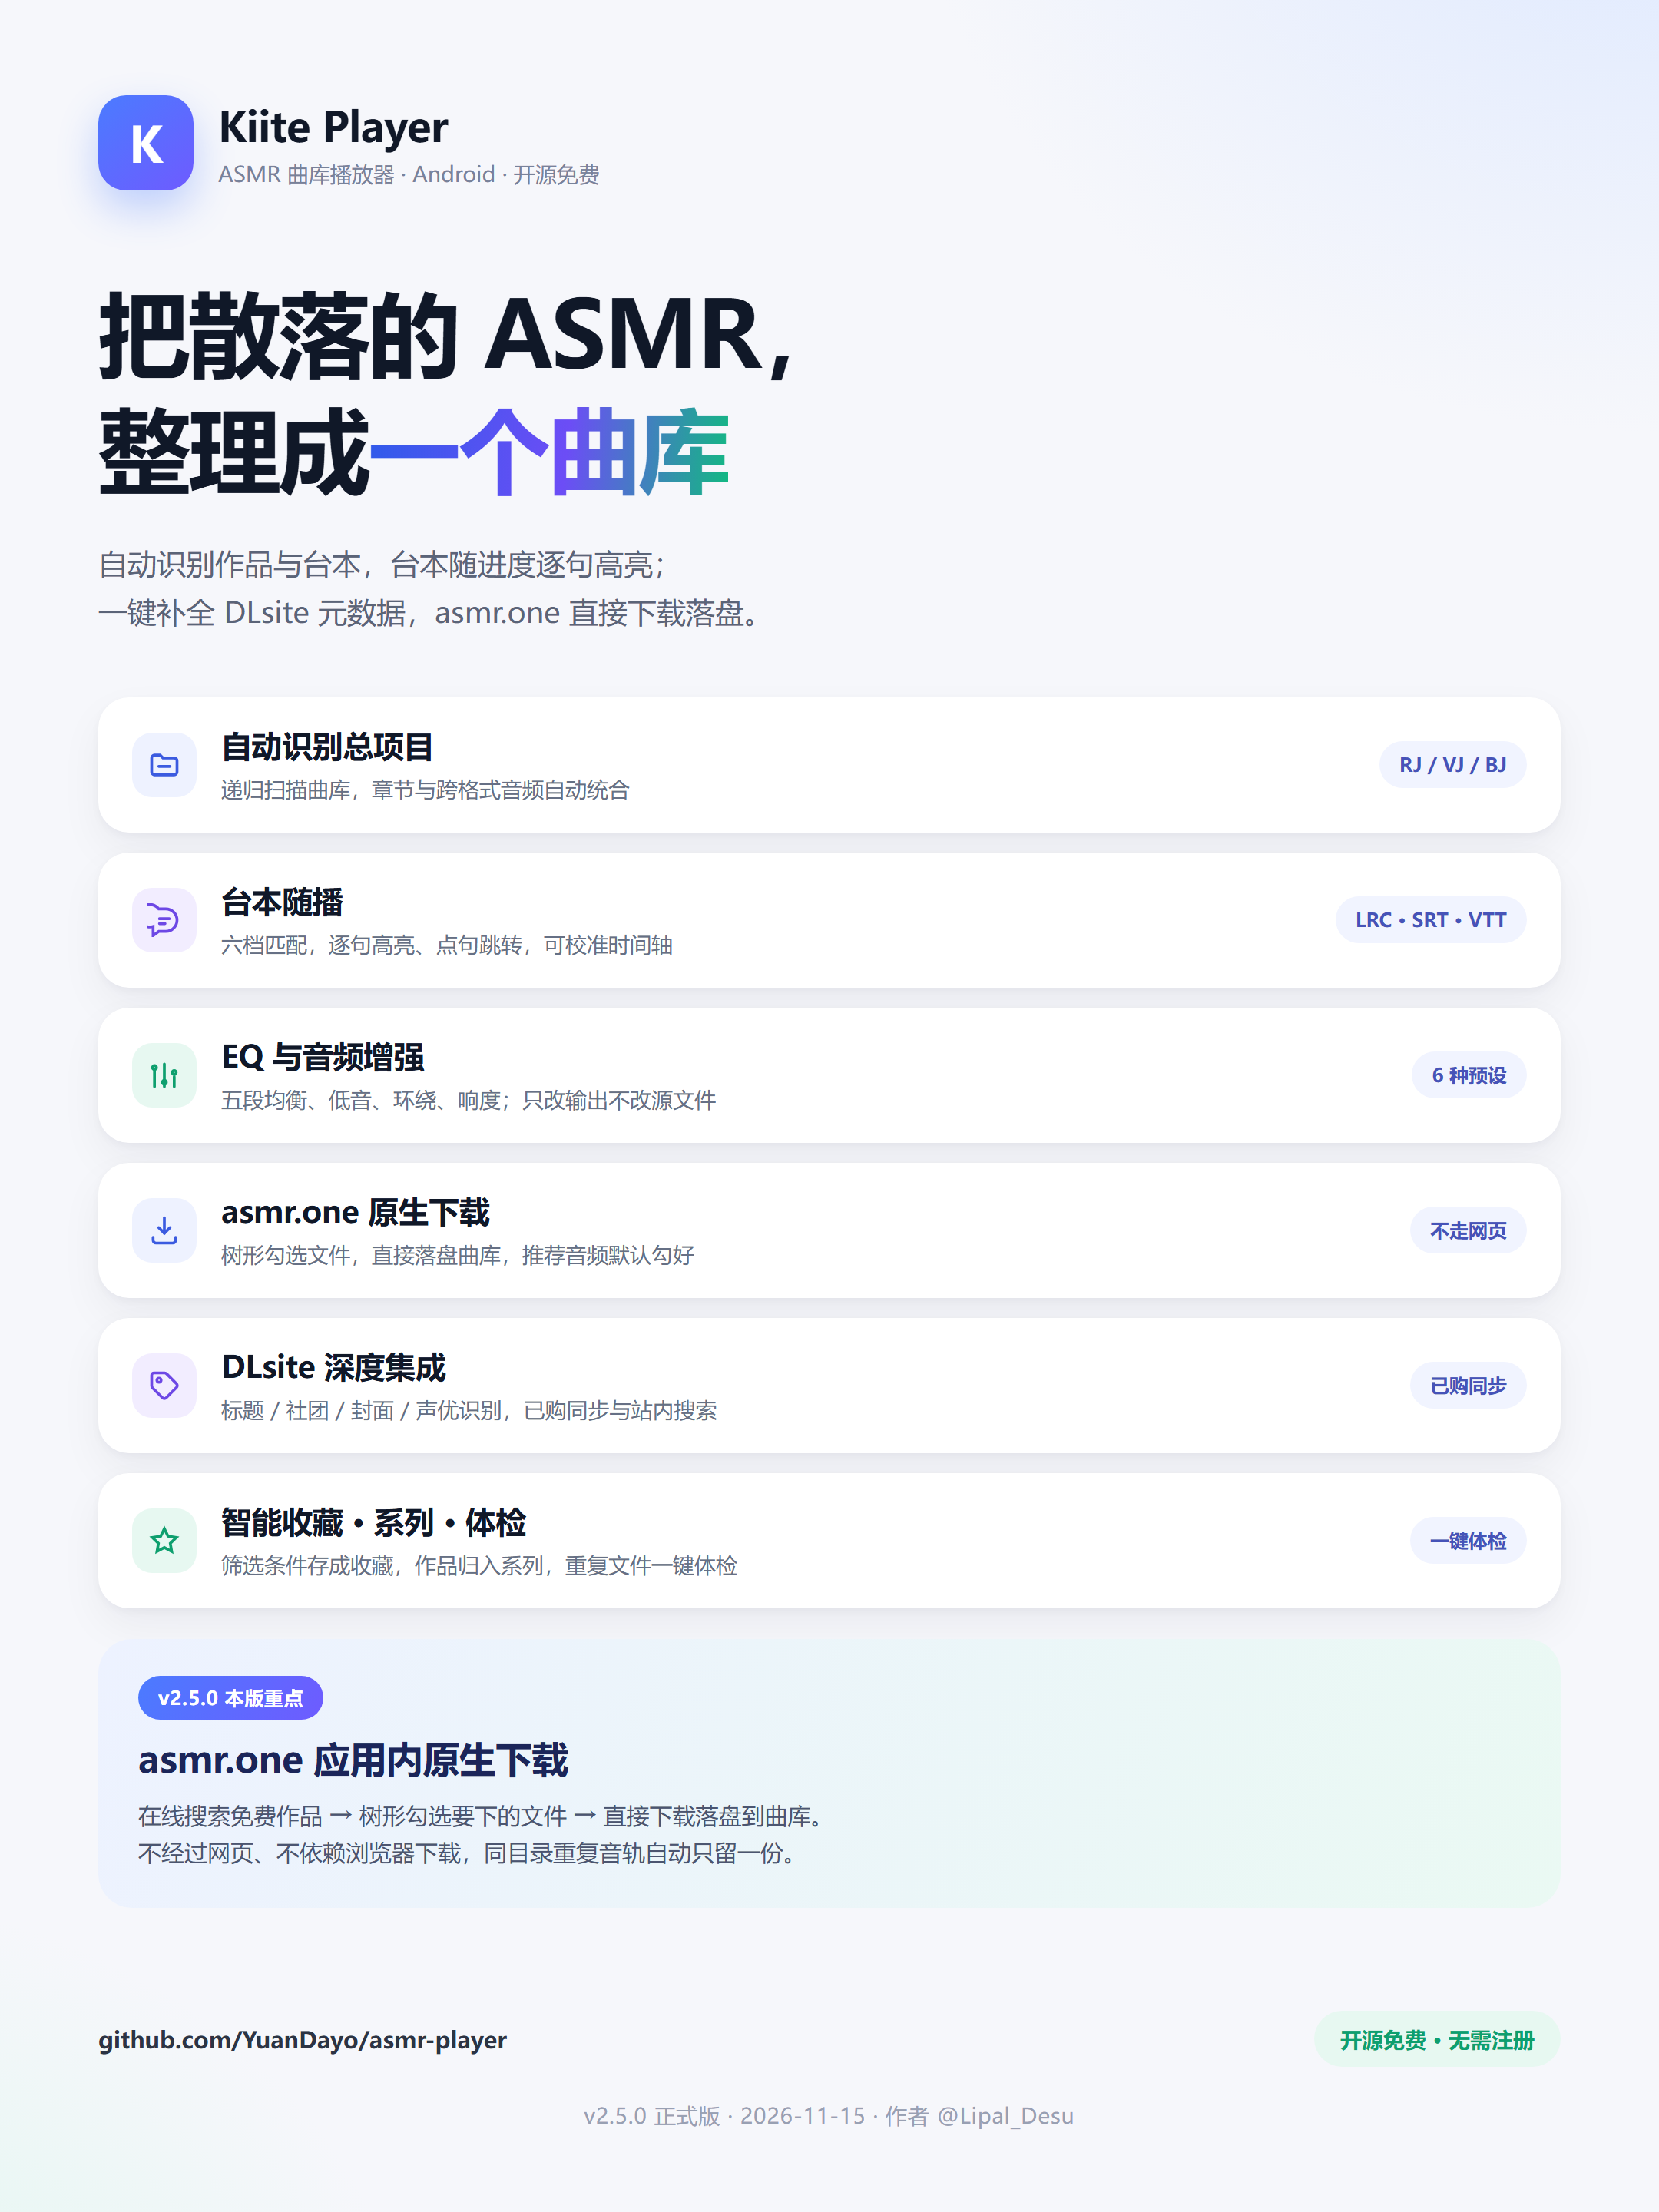 K
Kiite Player
ASMR 曲库播放器 · Android · 开源免费
把散落的 ASMR，
整理成一个曲库
自动识别作品与台本，台本随进度逐句高亮；
一键补全 DLsite 元数据，asmr.one 直接下载落盘。
自动识别总项目
递归扫描曲库，章节与跨格式音频自动统合
RJ / VJ / BJ
台本随播
六档匹配，逐句高亮、点句跳转，可校准时间轴
LRC · SRT · VTT
EQ 与音频增强
五段均衡、低音、环绕、响度；只改输出不改源文件
6 种预设
asmr.one 原生下载
树形勾选文件，直接落盘曲库，推荐音频默认勾好
不走网页
DLsite 深度集成
标题 / 社团 / 封面 / 声优识别，已购同步与站内搜索
已购同步
智能收藏 · 系列 · 体检
筛选条件存成收藏，作品归入系列，重复文件一键体检
一键体检
v2.5.0 本版重点
asmr.one 应用内原生下载
在线搜索免费作品 → 树形勾选要下的文件 → 直接下载落盘到曲库。
不经过网页、不依赖浏览器下载，同目录重复音轨自动只留一份。
github.com/YuanDayo/asmr-player
开源免费 · 无需注册
v2.5.0 正式版 · 2026-11-15 · 作者 @Lipal_Desu